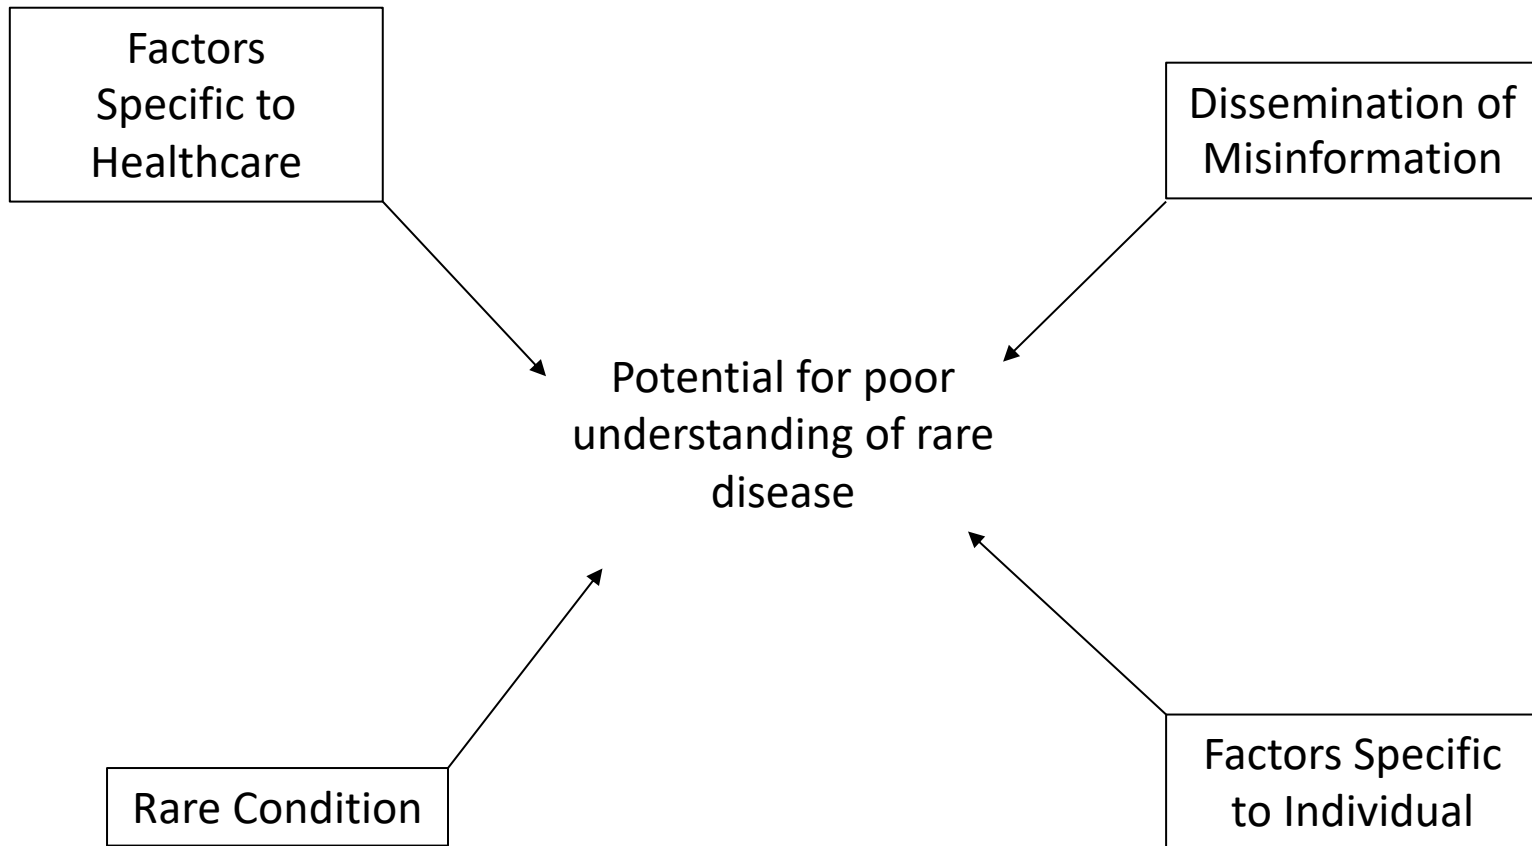 Factors
Specific to
Healthcare
Dissemination of
Misinformation
Potential for poor
understanding of rare
disease
Rare Condition
Factors Specific
to Individual